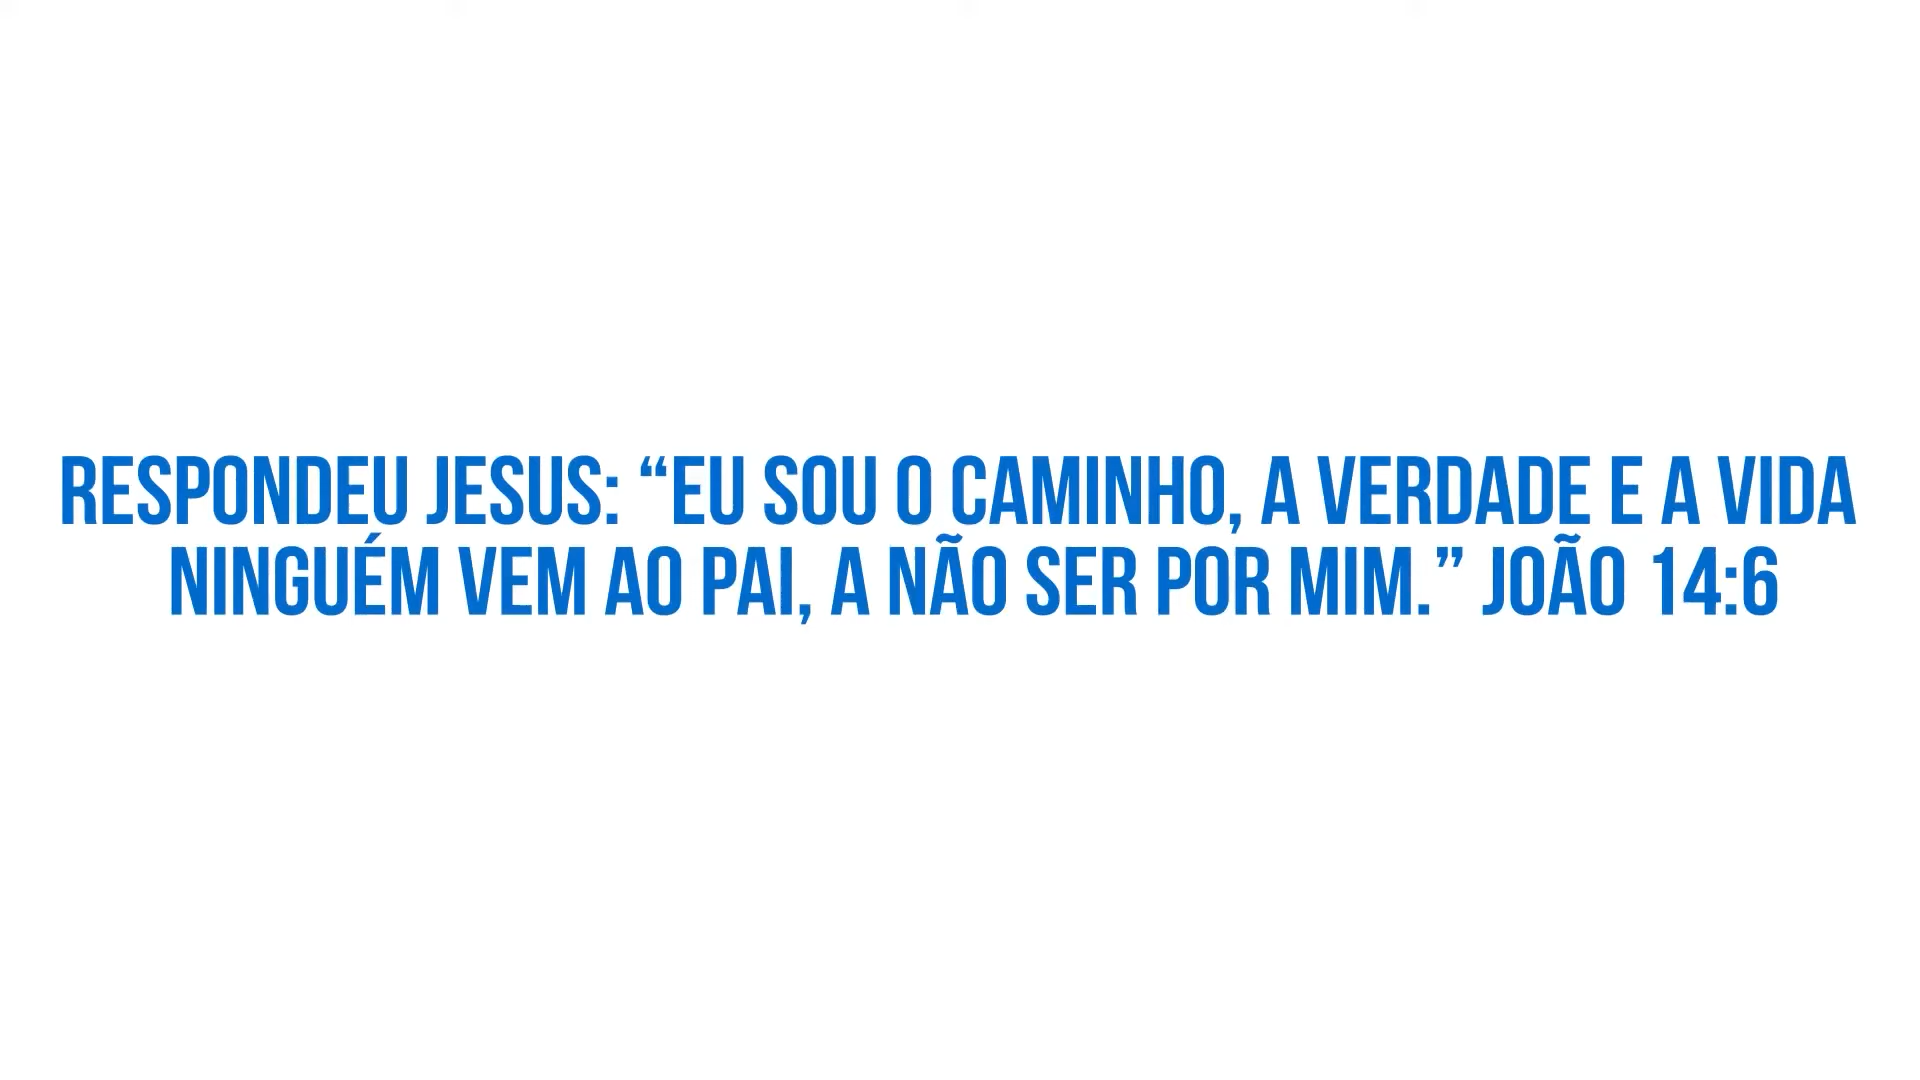 RESPONDEU JESUS: “EU SOU O CAMINHO, A VERDADE E A VIDA
NINGUÉM VEM AO PAI, A NÃO SER POR MIM.” JOÃO 14:6